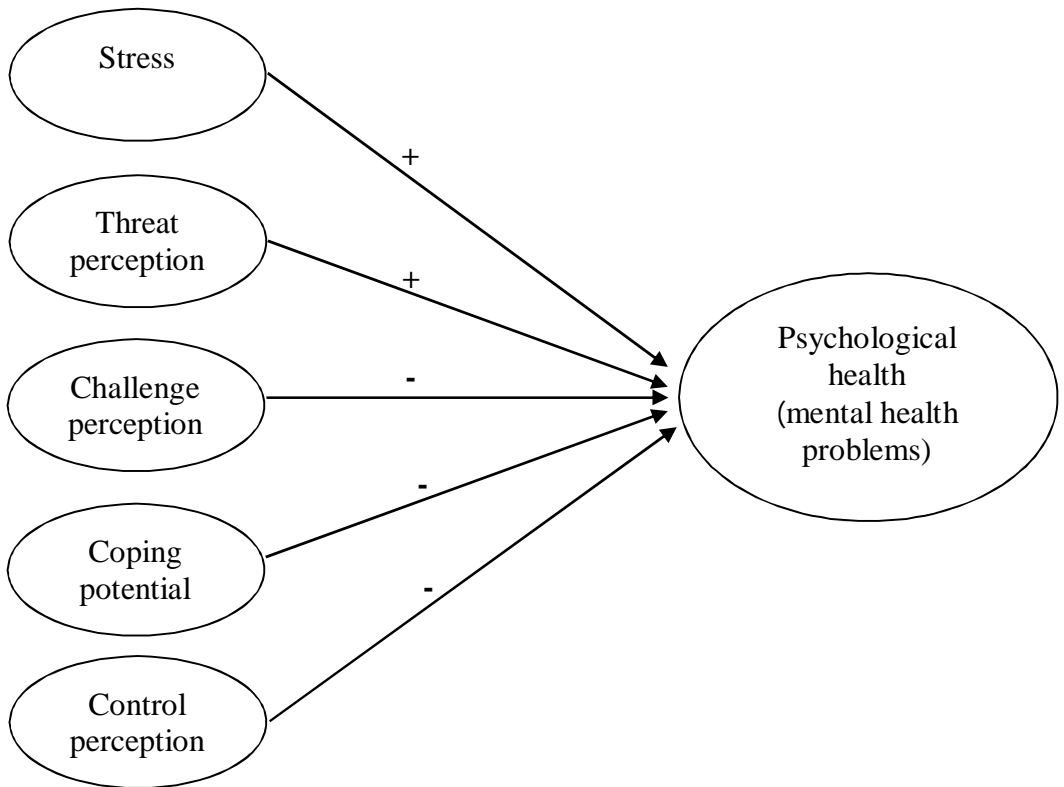 Stress
+
Threat
perception
+
Challenge
perception
-
Psychological
health
(mental health
problems)
Coping
potential
-
Control
perception
-